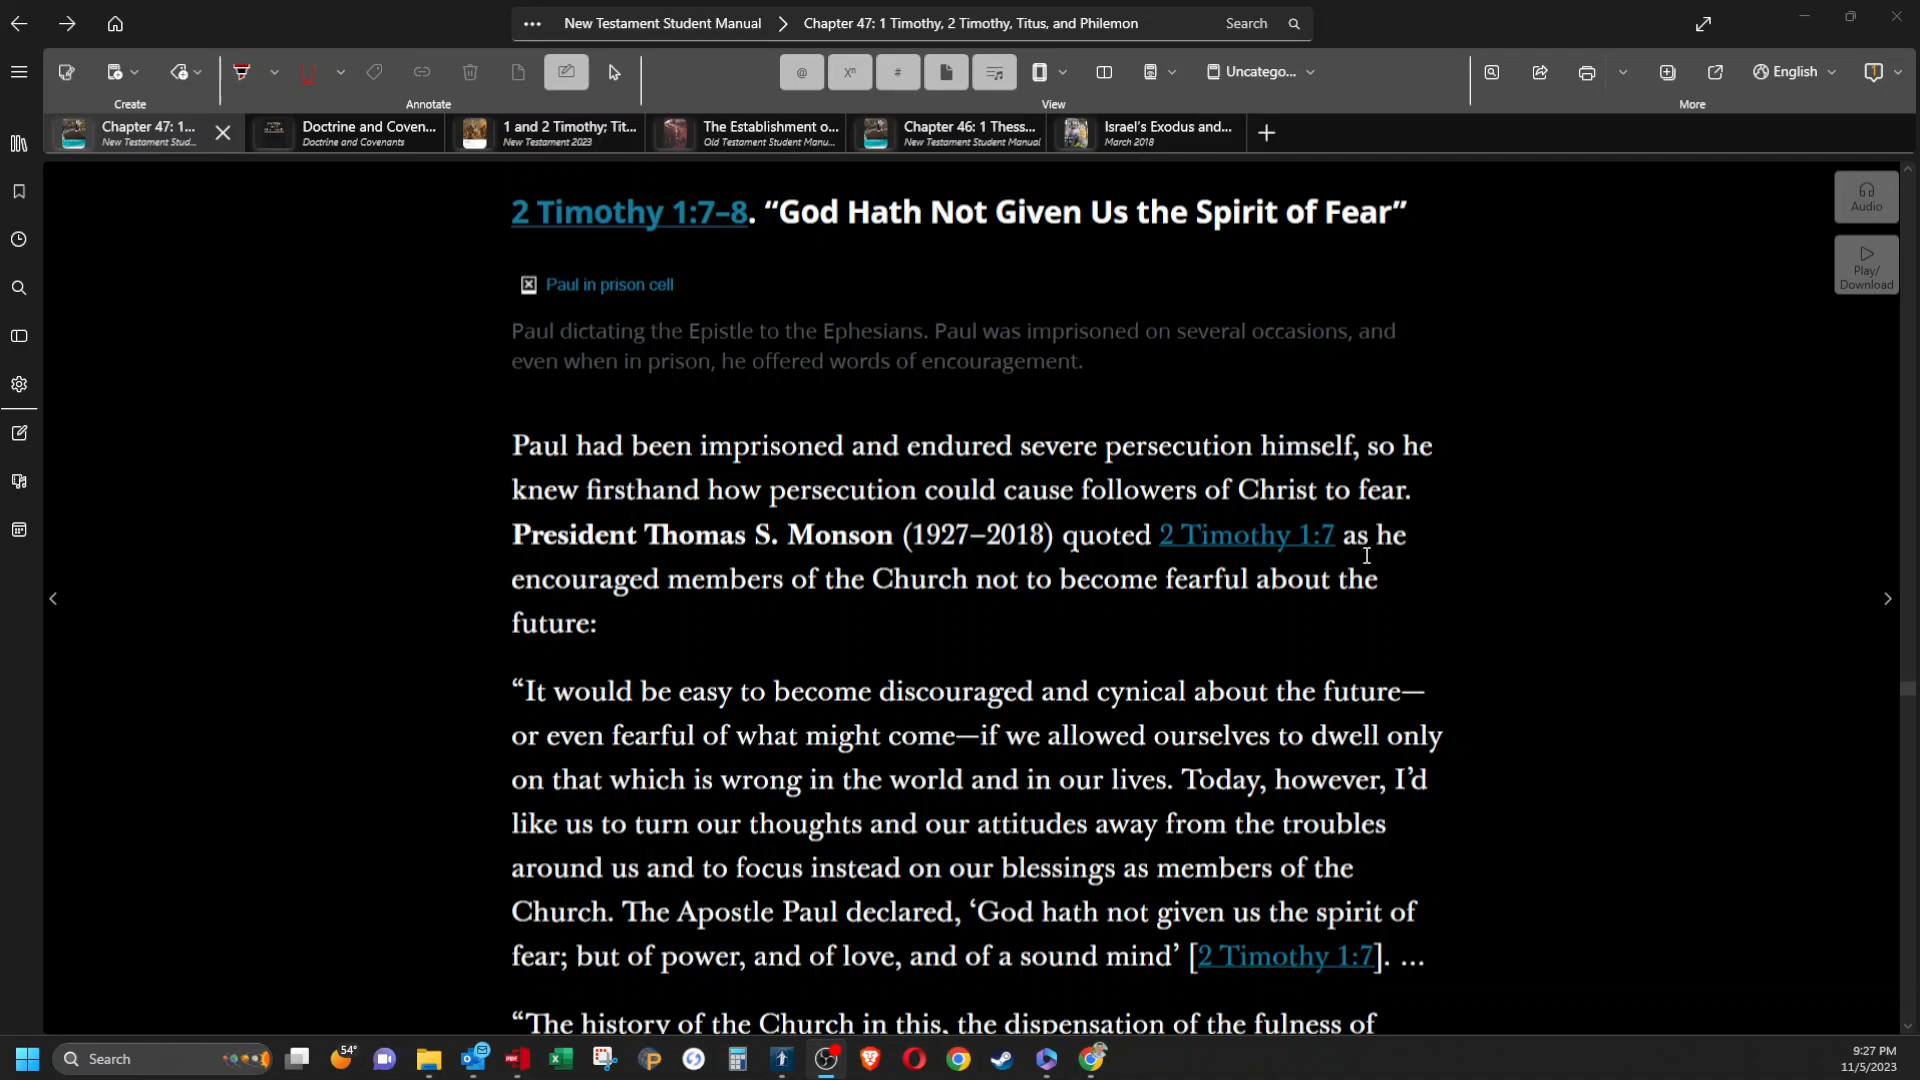 New Testament Student Manual > Chapter 47: 1 Timothy, 2 Timothy, Titus, and Philemon Search
Create
Annotate
@ Xⁿ #
Uncatego...
View
English
1
More
Chapter 47: 1...
New Testament Stud...
Doctrine and Coven...
Doctrine and Covenants
1 and 2 Timothy; Tit...
New Testament 2023
The Establishment o...
Old Testament Student Manu...
Chapter 46: 1 Thess...
New Testament Student Manual
Israel's Exodus and...
March 2018
Audio
Play/
Download
2 Timothy 1:7–8. “God Hath Not Given Us the Spirit of Fear”
Paul in prison cell
Paul dictating the Epistle to the Ephesians. Paul was imprisoned on several occasions, and
even when in prison, he offered words of encouragement.
Paul had been imprisoned and endured severe persecution himself, so he
knew firsthand how persecution could cause followers of Christ to fear.
President Thomas S. Monson (1927–2018) quoted 2 Timothy 1:7 as he
encouraged members of the Church not to become fearful about the
future:
“It would be easy to become discouraged and cynical about the future—
or even fearful of what might come—if we allowed ourselves to dwell only
on that which is wrong in the world and in our lives. Today, however, I’d
like us to turn our thoughts and our attitudes away from the troubles
around us and to focus instead on our blessings as members of the
Church. The Apostle Paul declared, ‘God hath not given us the spirit of
fear; but of power, and of love, and of a sound mind’ [2 Timothy 1:7]. …
“The history of the Church in this, the dispensation of the fulness of
Search
54°
PDF
9:27 PM
11/5/2023